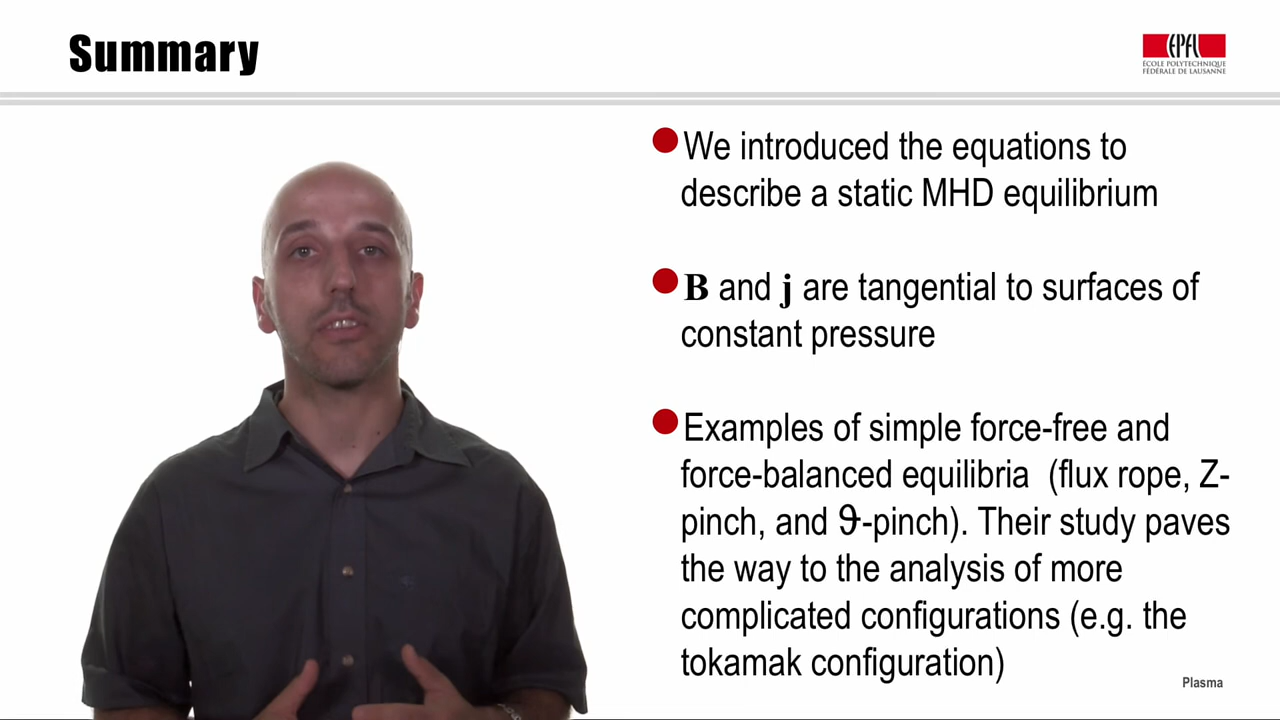 Summary
EPFL
ÉCOLE POLYTECHNIQUE
FÉDÉRALE DE LAUSANNE
We introduced the equations to
describe a static MHD equilibrium
B and j are tangential to surfaces of
constant pressure
Examples of simple force-free and
force-balanced equilibria (flux rope, Z-
pinch, and ϑ-pinch). Their study paves
the way to the analysis of more
complicated configurations (e.g. the
tokamak configuration)
Plasma